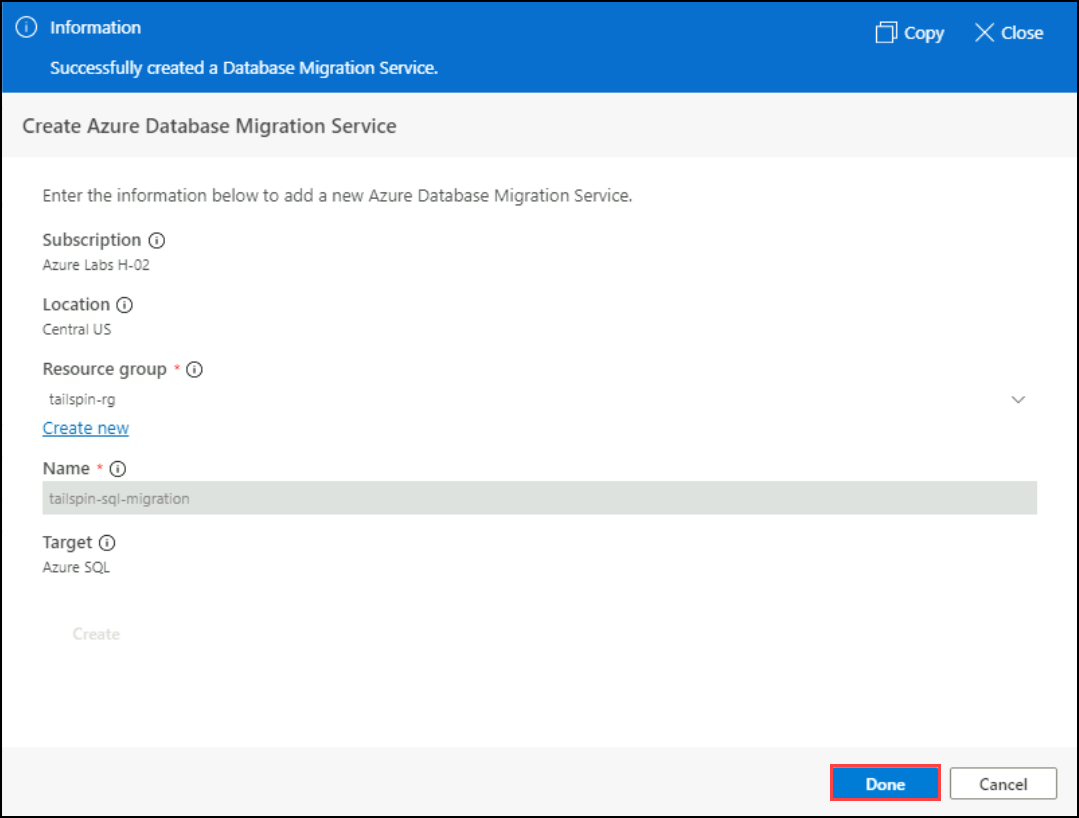 Information
Copy
Close
Successfully created a Database Migration Service.
Create Azure Database Migration Service
Enter the information below to add a new Azure Database Migration Service.
Subscription
Azure Labs H-02
Location
Central US
Resource group *
tailspin-rg
Create new
Name *
tailspin-sql-migration
Target
Azure SQL
Create
Done
Cancel